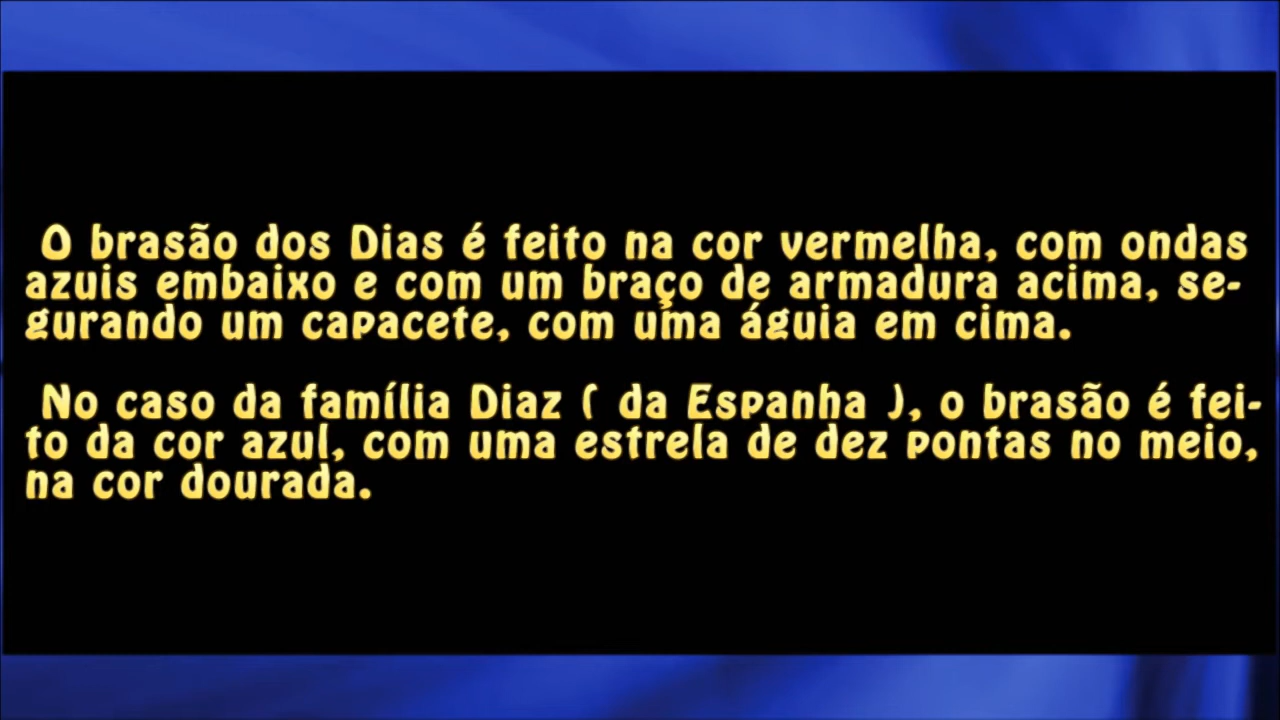 O brasão dos Dias é feito na cor vermelha, com ondas
azuis embaixo e com um braço de armadura acima, se-
gurando um capacete, com uma águia em cima.
No caso da família Diaz ( da Espanha ), o brasão é fei-
to da cor azul, com uma estrela de dez pontas no meio,
na cor dourada.